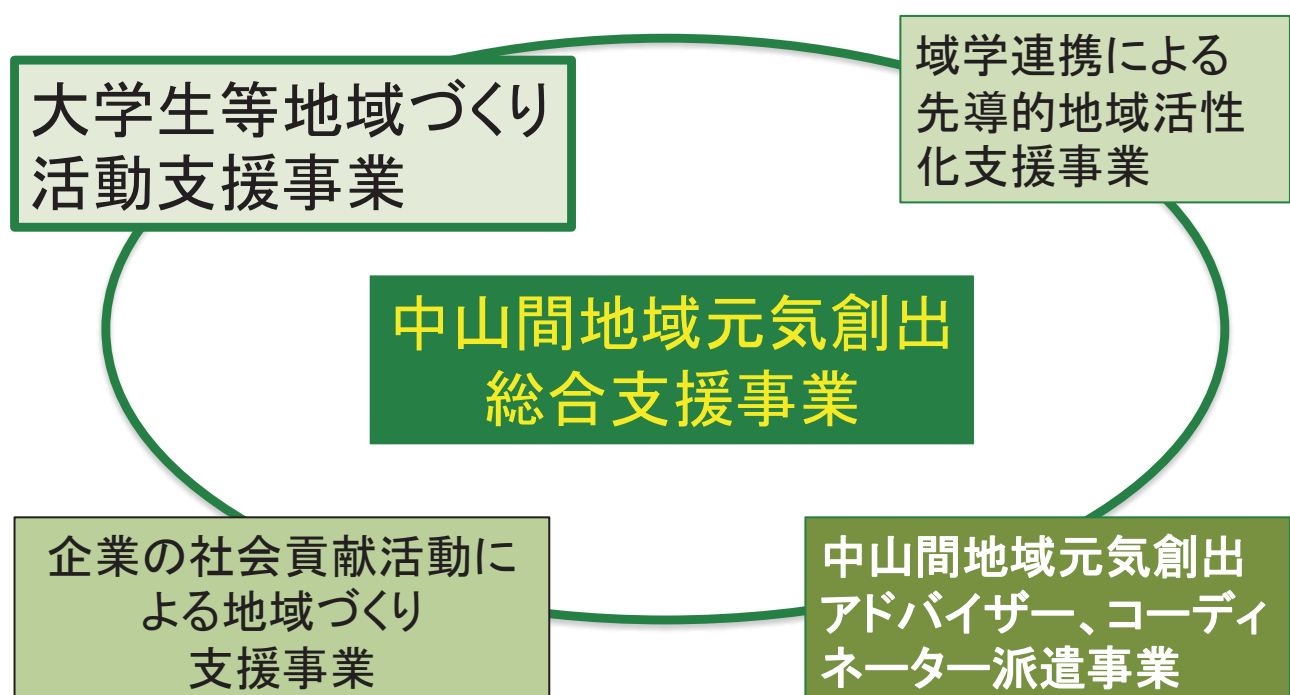 大学生等地域づくり
活動支援事業
域学連携による
先導的地域活性
化支援事業
中山間地域元気創出
総合支援事業
企業の社会貢献活動に
よる地域づくり
支援事業
中山間地域元気創出
アドバイザー、コーディ
ネーター派遣事業